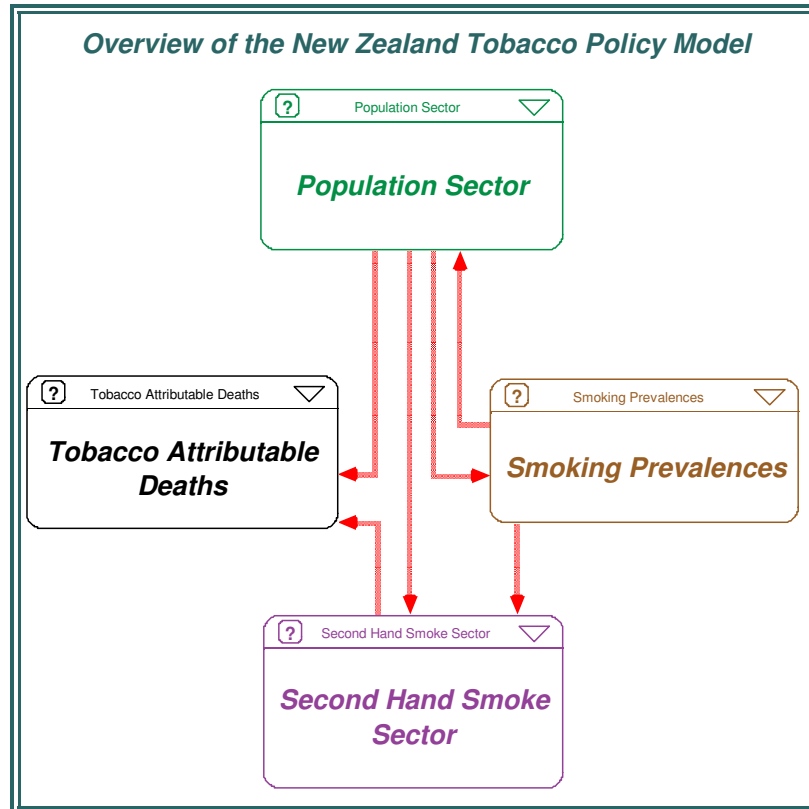 Overview of the New Zealand Tobacco Policy Model
? Population Sector
Population Sector
? Tobacco Attributable Deaths
Tobacco Attributable
Deaths
? Smoking Prevalences
Smoking Prevalences
? Second Hand Smoke Sector
Second Hand Smoke
Sector